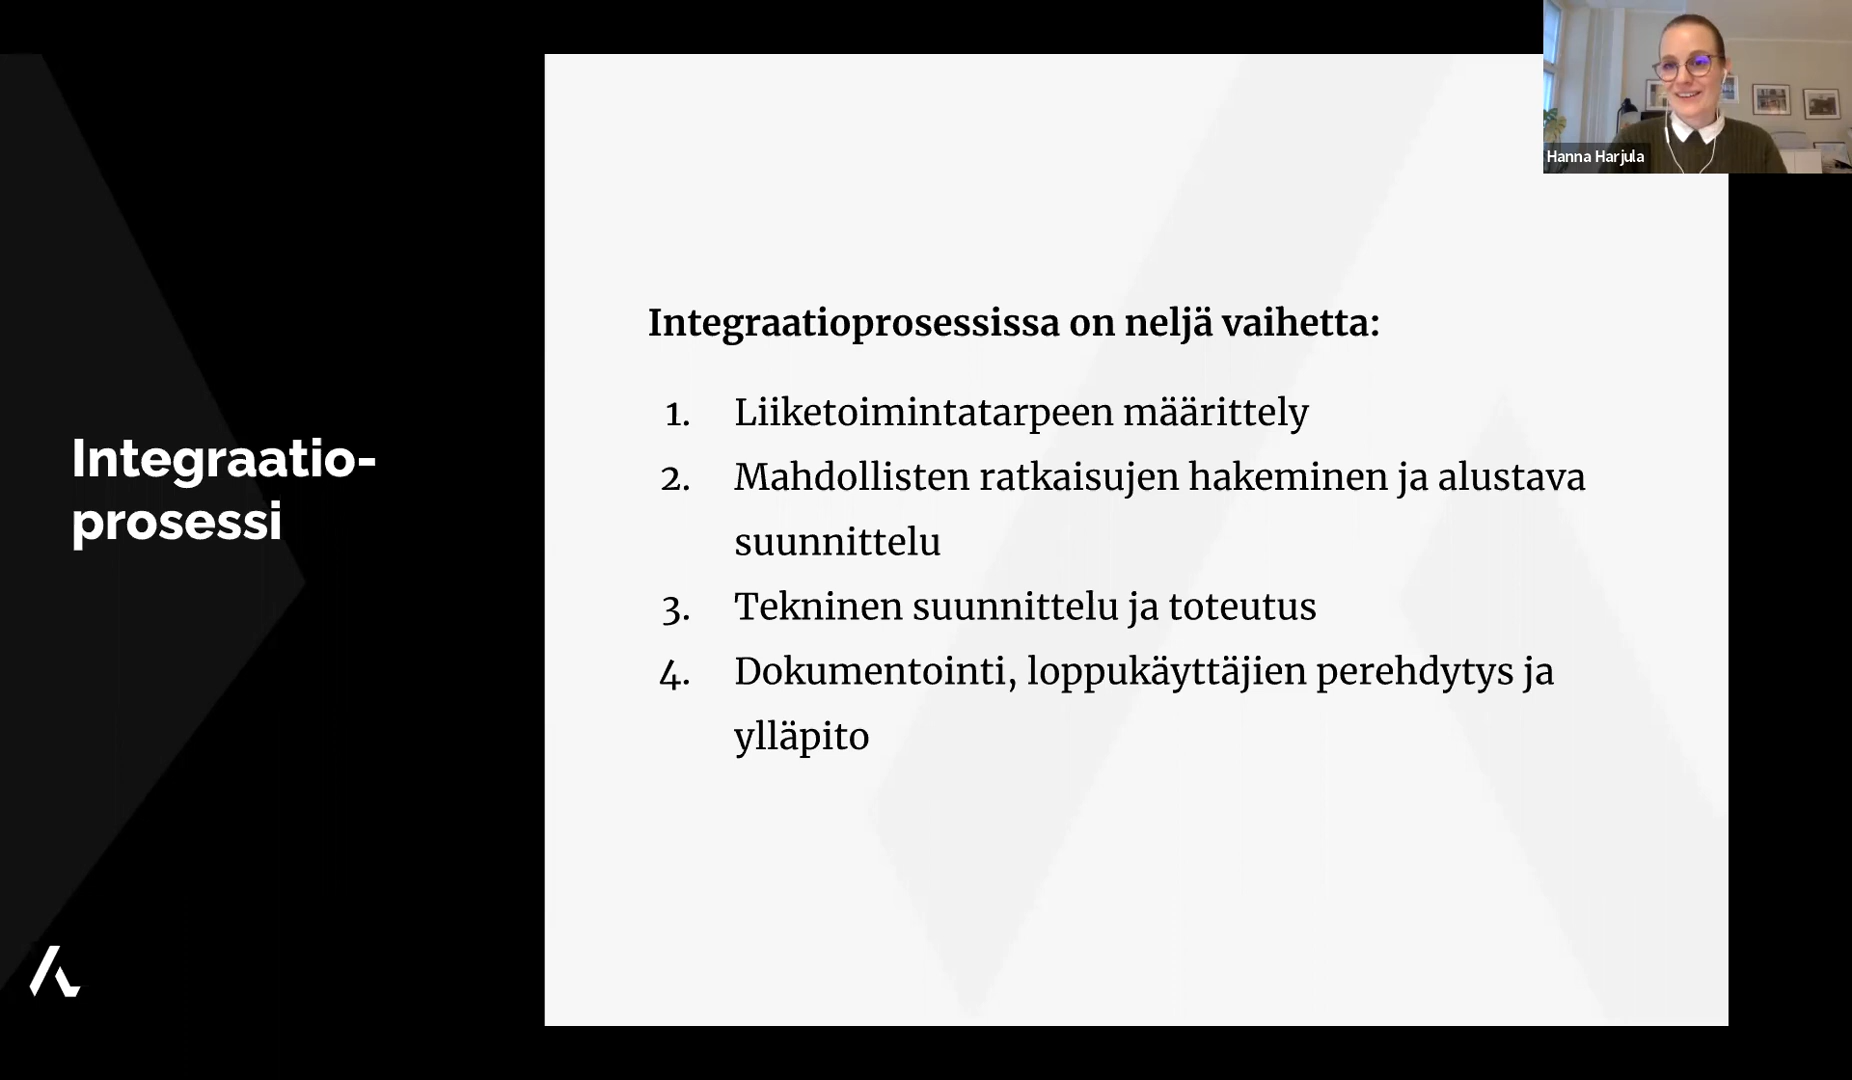 Integraatio-
prosessi
Integraatioprosessissa on neljä vaihetta:
1. Liiketoimintatarpeen määrittely
2. Mahdollisten ratkaisujen hakeminen ja alustava
suunnittelu
3. Tekninen suunnittelu ja toteutus
4. Dokumentointi, loppukäyttäjien perehdytys ja
ylläpito
Hanna Harjula